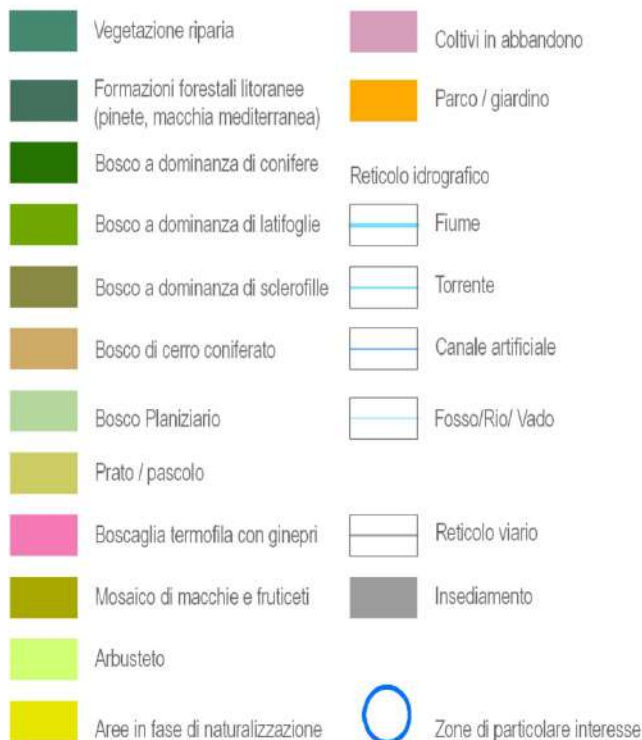 Vegetazione riparia
Formazioni forestali litoranee
(pinete, macchia mediterranea)
Bosco a dominanza di conifere
Bosco a dominanza di latifoglie
Bosco a dominanza di sclerofille
Bosco di cerro coniferato
Bosco Planiziario
Prato / pascolo
Boscaglia termofila con ginepri
Mosaico di macchie e fruticeti
Arbusteto
Aree in fase di naturalizzazione
Coltivi in abbandono
Parco / giardino
Reticolo idrografico
Fiume
Torrente
Canale artificiale
Fosso/Rio/ Vado
Reticolo viario
Insediamento
Zone di particolare interesse